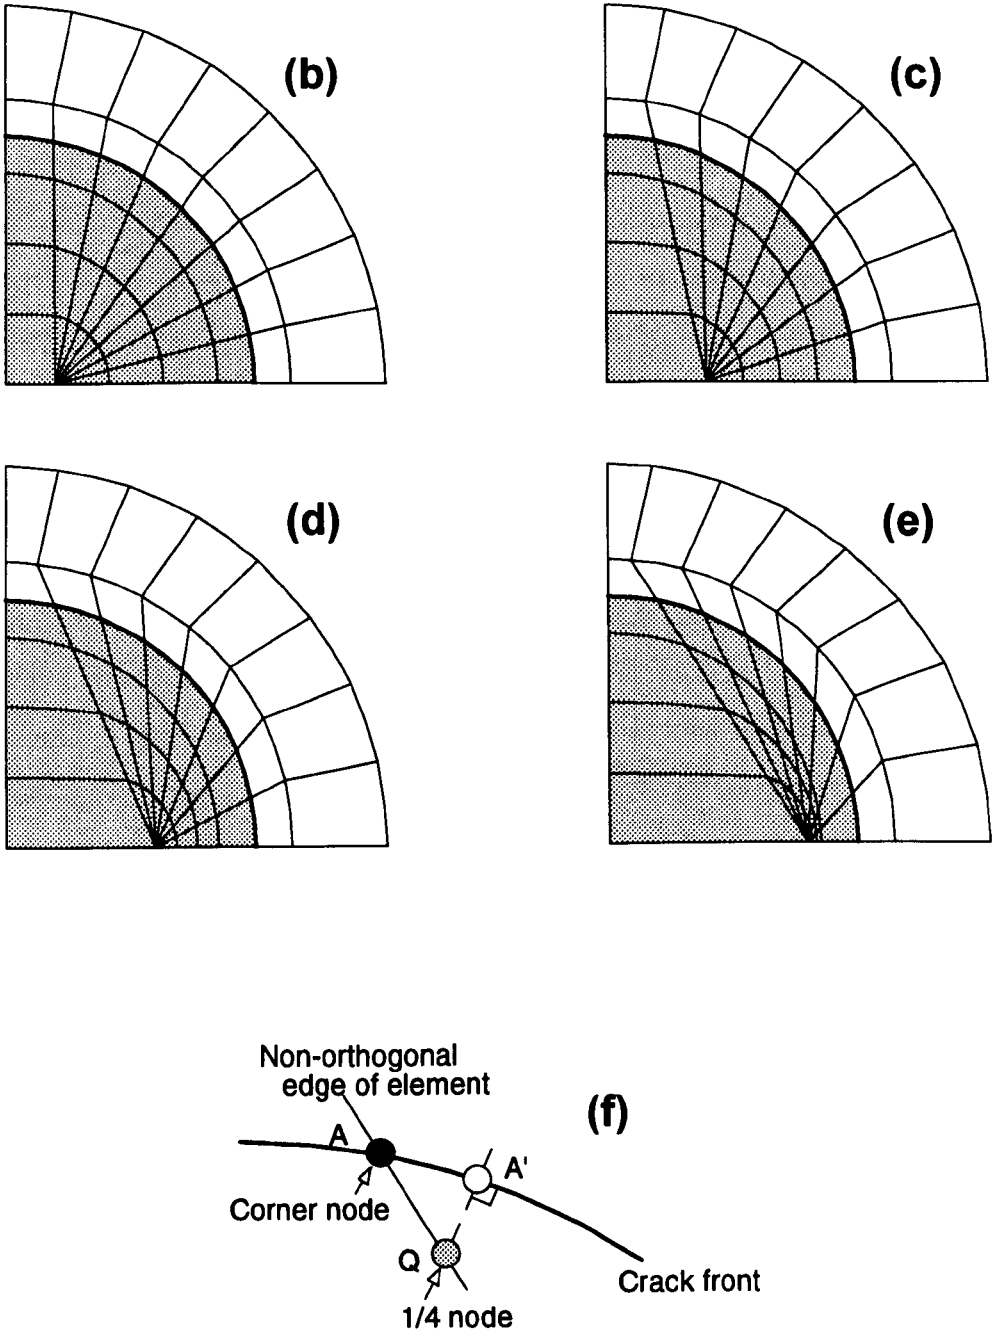 (b)
(c)
(d)
(e)
Non-orthogonal
edge of element
(f)
A
A'
Corner node
Q
Crack front
1/4 node